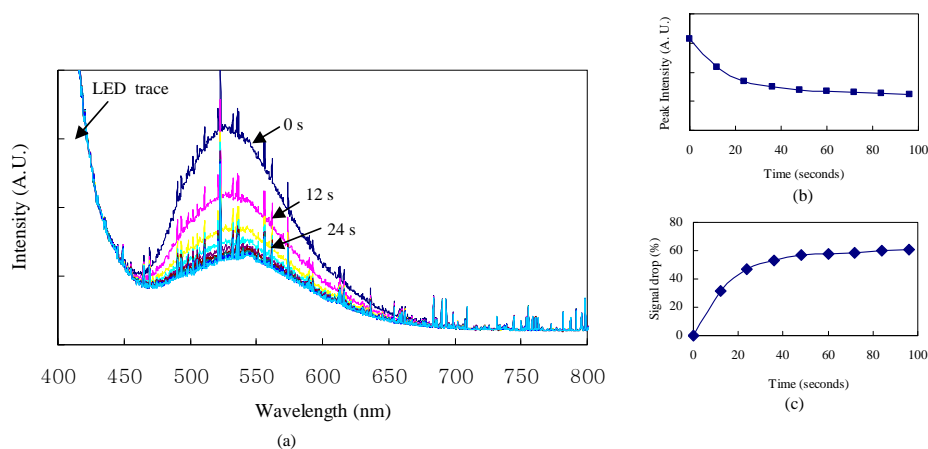 LED trace
0 s
12 s
24 s
Intensity (A.U.)
400 450 500 550 600 650 700 750 800
Wavelength (nm)
(a)
Peak Intensity (A. U.)
0 20 40 60 80 100
Time (seconds)
(b)
Signal drop (%)
80
60
40
20
0
0 20 40 60 80 100
Time (seconds)
(c)